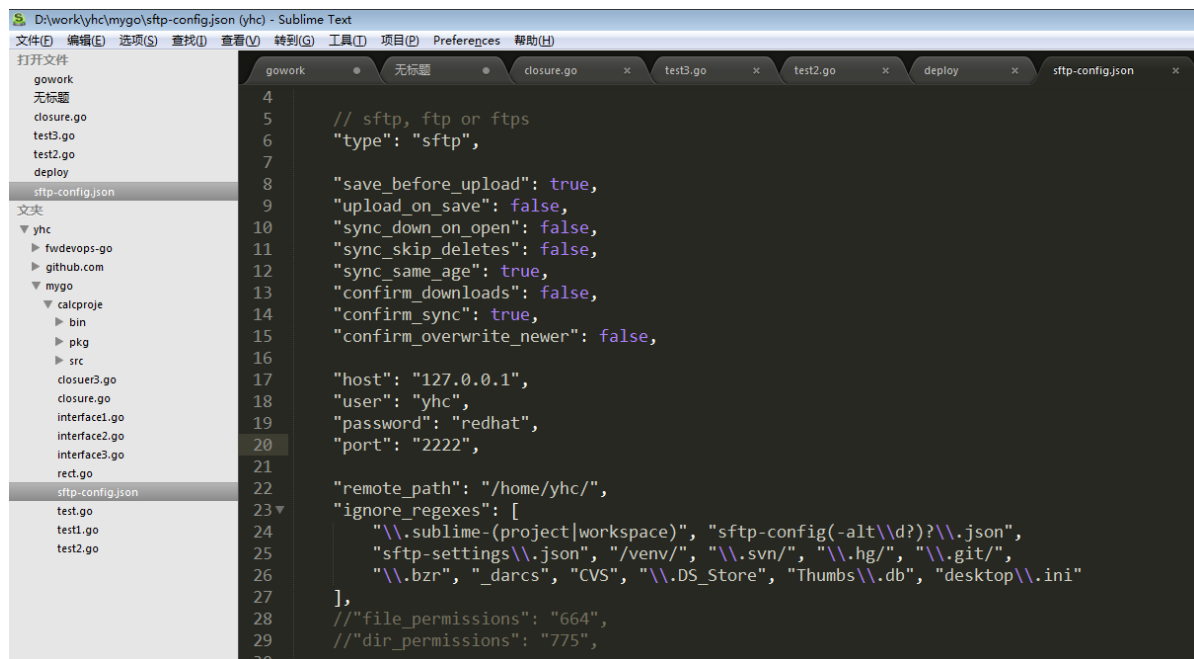 D:\work\yhc\mygo\sftp-config.json (yhc) - Sublime Text
文件(F) 编辑(E) 选项(S) 查找(I) 查看(V) 转到(G) 工具(T) 项目(P) Preferences 帮助(H)
打开文件
gowork
无标题
closure.go
test3.go
test2.go
deploy
sftp-config.json
文夹
yhc
fwdevops-go
github.com
mygo
calcproje
bin
pkg
src
closuer3.go
closure.go
interface1.go
interface2.go
interface3.go
rect.go
sftp-config.json
test.go
test1.go
test2.go
gowork 无标题 closure.go × test3.go × test2.go × deploy × sftp-config.json ×
4
5 // sftp, ftp or ftps
6 "type": "sftp",
7
8 "save_before_upload": true,
9 "upload_on_save": false,
10 "sync_down_on_open": false,
11 "sync_skip_deletes": false,
12 "sync_same_age": true,
13 "confirm_downloads": false,
14 "confirm_sync": true,
15 "confirm_overwrite_newer": false,
16
17 "host": "127.0.0.1",
18 "user": "yhc",
19 "password": "redhat",
20 "port": "2222",
21
22 "remote_path": "/home/yhc/",
23 "ignore_regexes": [
24 "\\.sublime-(project|workspace)", "sftp-config(-alt\\d?)?\\.json",
25 "sftp-settings\\.json", "/venv/", "\\.svn/", "\\.hg/", "\\.git/",
26 "\\.bzr", "_darcs", "CVS", "\\.DS_Store", "Thumbs\\.db", "desktop\\.ini"
27 ],
28 //"file_permissions": "664",
29 //"dir_permissions": "775",